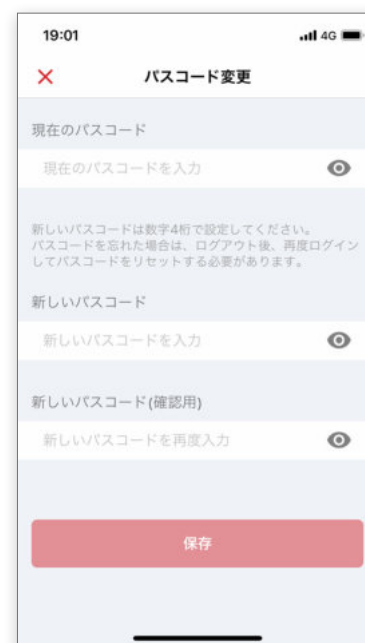 19:01
4G
パスコード変更
現在のパスコード
現在のパスコードを入力
新しいパスコードは数字4桁で設定してください。
パスコードを忘れた場合は、ログアウト後、再度ログイン
してパスコードをリセットする必要があります。
新しいパスコード
新しいパスコードを入力
新しいパスコード(確認用)
新しいパスコードを再度入力
保存